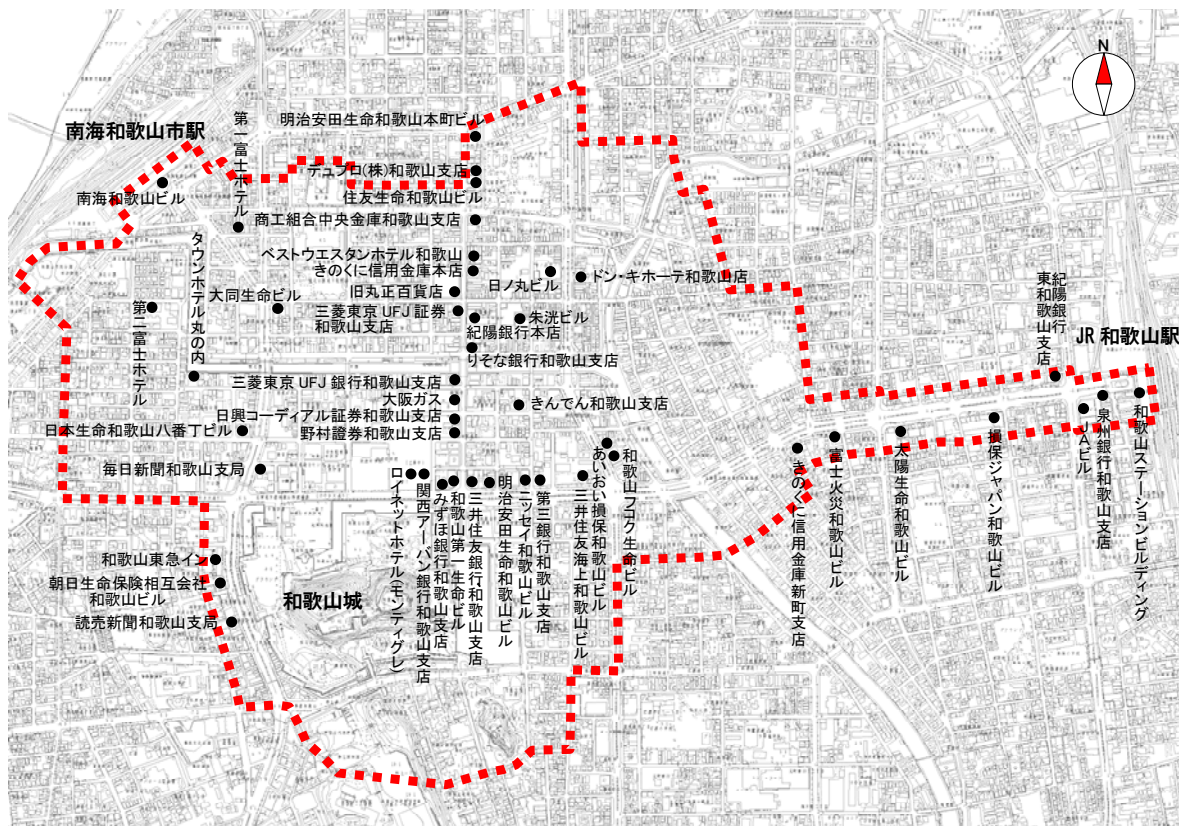 N
南海和歌山市駅
第一富士ホテル
明治安田生命和歌山本町ビル
デュプロ(株)和歌山支店
南海和歌山ビル
住友生命和歌山ビル
商工組合中央金庫和歌山支店
タウンホテル丸の内
ベストウエスタンホテル和歌山
きのくに信用金庫本店
日ノ丸ビル
ドン・キホーテ和歌山店
大同生命ビル
旧丸正百貨店
第二富士ホテル
三菱東京UFJ証券
和歌山支店
紀陽銀行本店
朱洸ビル
りそな銀行和歌山支店
紀陽銀行
東和歌山支店
JR和歌山駅
三菱東京UFJ銀行和歌山支店
大阪ガス
きんでん和歌山支店
日興コーディアル証券和歌山支店
日本生命和歌山八番丁ビル
野村證券和歌山支店
毎日新聞和歌山支局
ロイネットホテル(モンティグレ)
関西アーバン銀行和歌山支店
みずほ銀行和歌山支店
和歌山第一生命ビル
三井住友銀行和歌山支店
明治安田生命和歌山ビル
ニッセイ和歌山ビル
第三銀行和歌山支店
三井住友海上和歌山ビル
あいおい損保和歌山ビル
和歌山フコク生命ビル
きのくに信用金庫新町支店
富士火災和歌山ビル
太陽生命和歌山ビル
損保ジャパン和歌山ビル
JAビル
泉州銀行和歌山支店
和歌山ステーションビルディング
和歌山東急イン
朝日生命保険相互会社
和歌山ビル
和歌山城
読売新聞和歌山支局